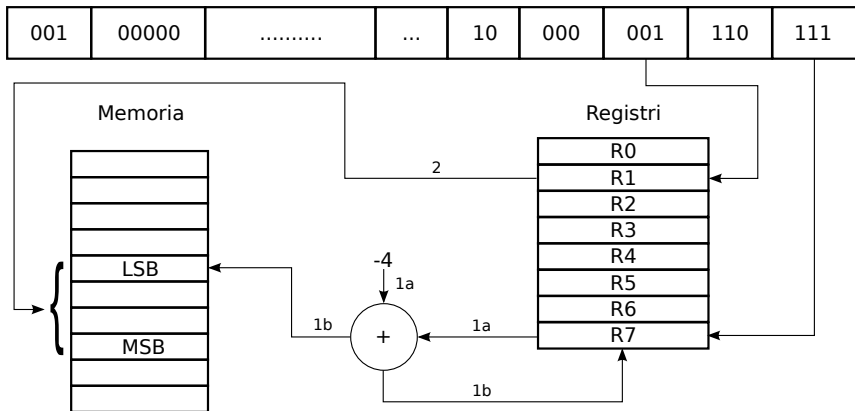 001 00000 .......... ... 10 000 001 110 111
Memoria
Registri
R0
R1
R2
R3
R4
R5
R6
R7
2
LSB
MSB
-4
1a
+
1a
1b
1b